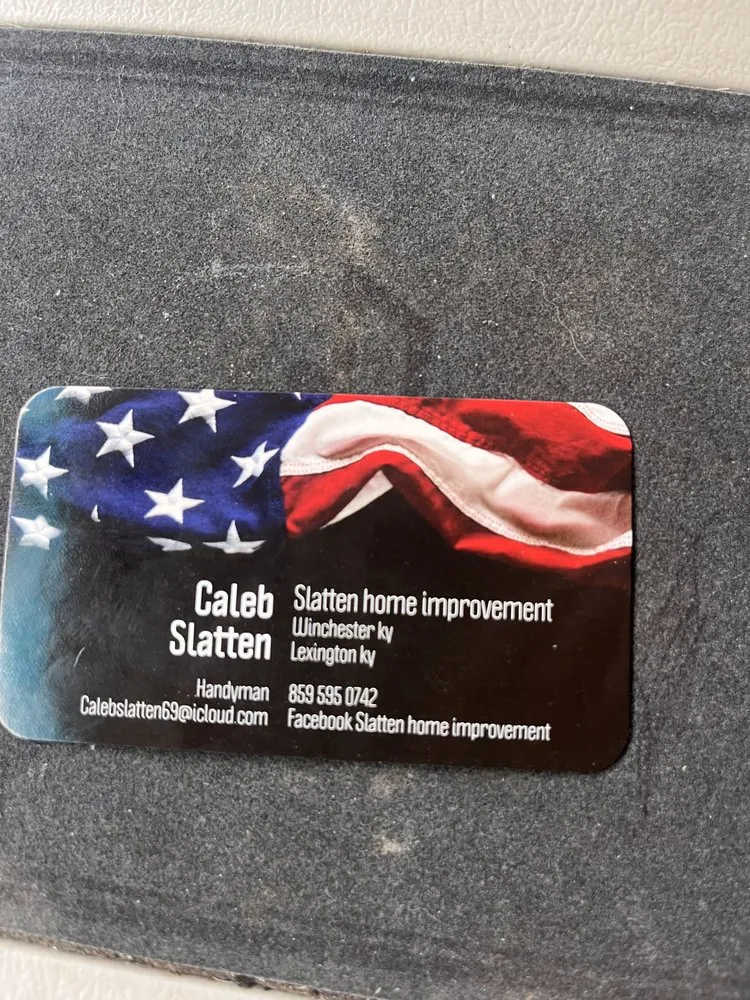 Caleb
Slatten
Handyman
Calebslatten69@icloud.com
Slatten home improvement
Winchester ky
Lexington ky
859 595 0742
Facebook Slatten home improvement